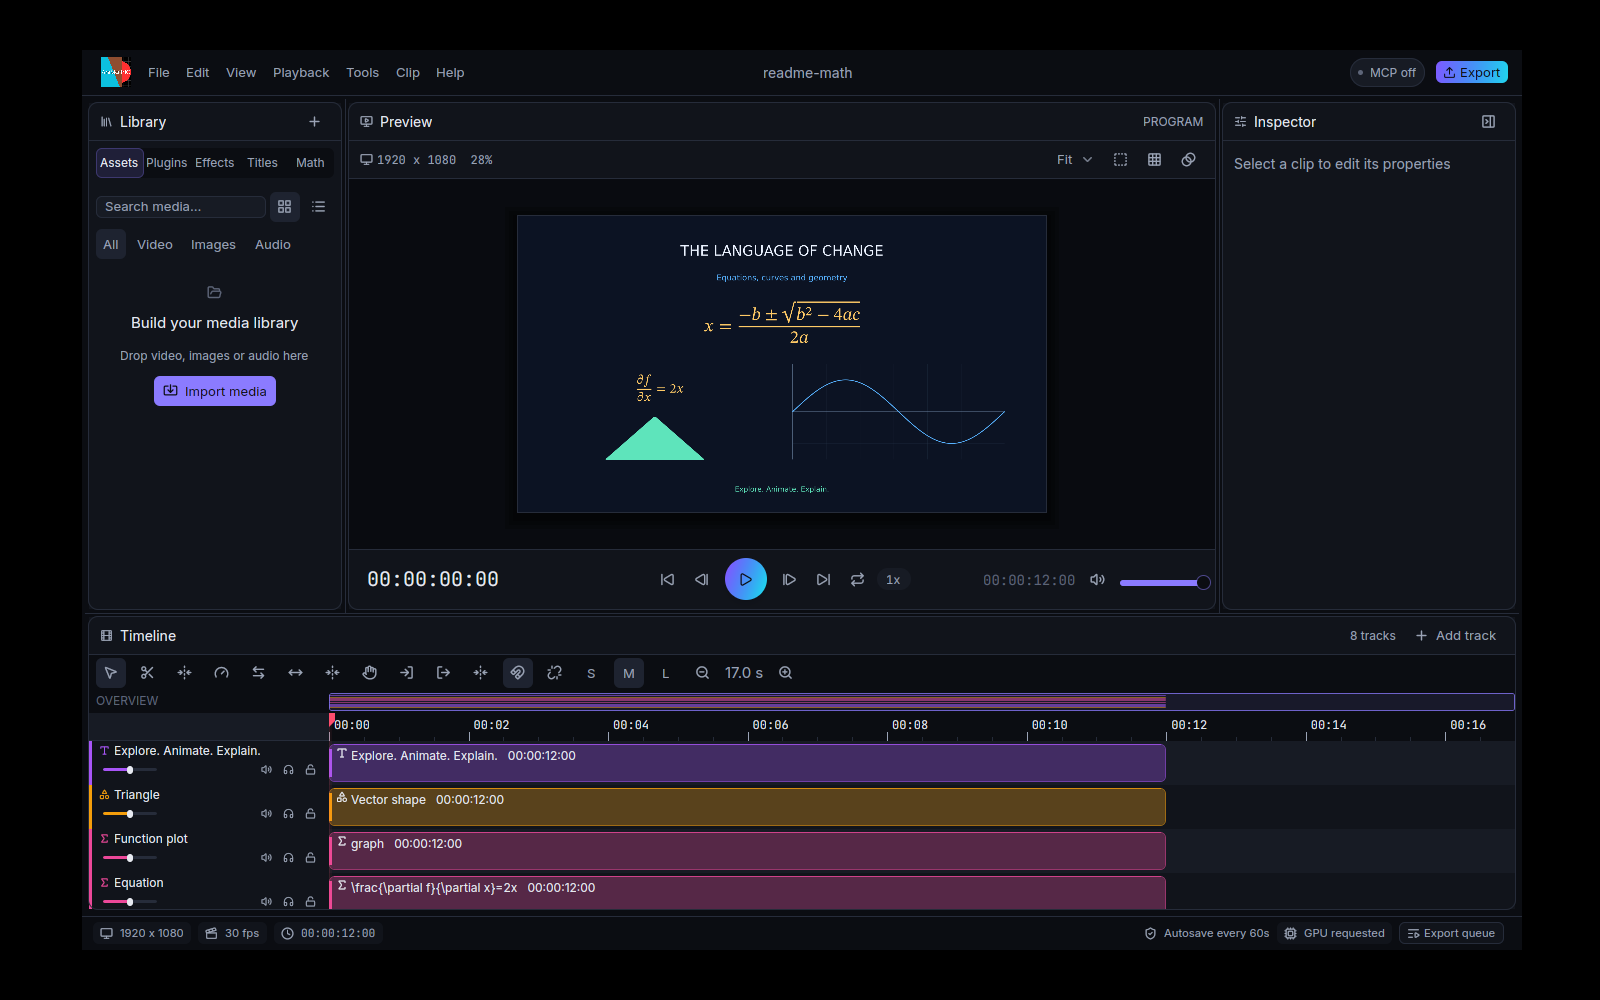 File Edit View Playback Tools Clip Help
readme-math
MCP off
Export
Library
Assets Plugins Effects Titles Math
Search media...
All Video Images Audio
Build your media library
Drop video, images or audio here
Import media
Preview
PROGRAM
1920 x 1080 28%
Fit
THE LANGUAGE OF CHANGE
Equations, curves and geometry
x = \frac{-b ± \sqrt{b² − 4ac}}{2a}
\frac{∂f}{∂x} = 2x
Explore. Animate. Explain.
00:00:00:00
1x
00:00:12:00
Inspector
Select a clip to edit its properties
Timeline
8 tracks
Add track
S M L
17.0 s
OVERVIEW
00:00 00:02 00:04 00:06 00:08 00:10 00:12 00:14 00:16
Explore. Animate. Explain.
Explore. Animate. Explain. 00:00:12:00
Triangle
Vector shape 00:00:12:00
Function plot
graph 00:00:12:00
Equation
\frac{\partial f}{\partial x}=2x 00:00:12:00
1920 x 1080
30 fps
00:00:12:00
Autosave every 60s
GPU requested
Export queue